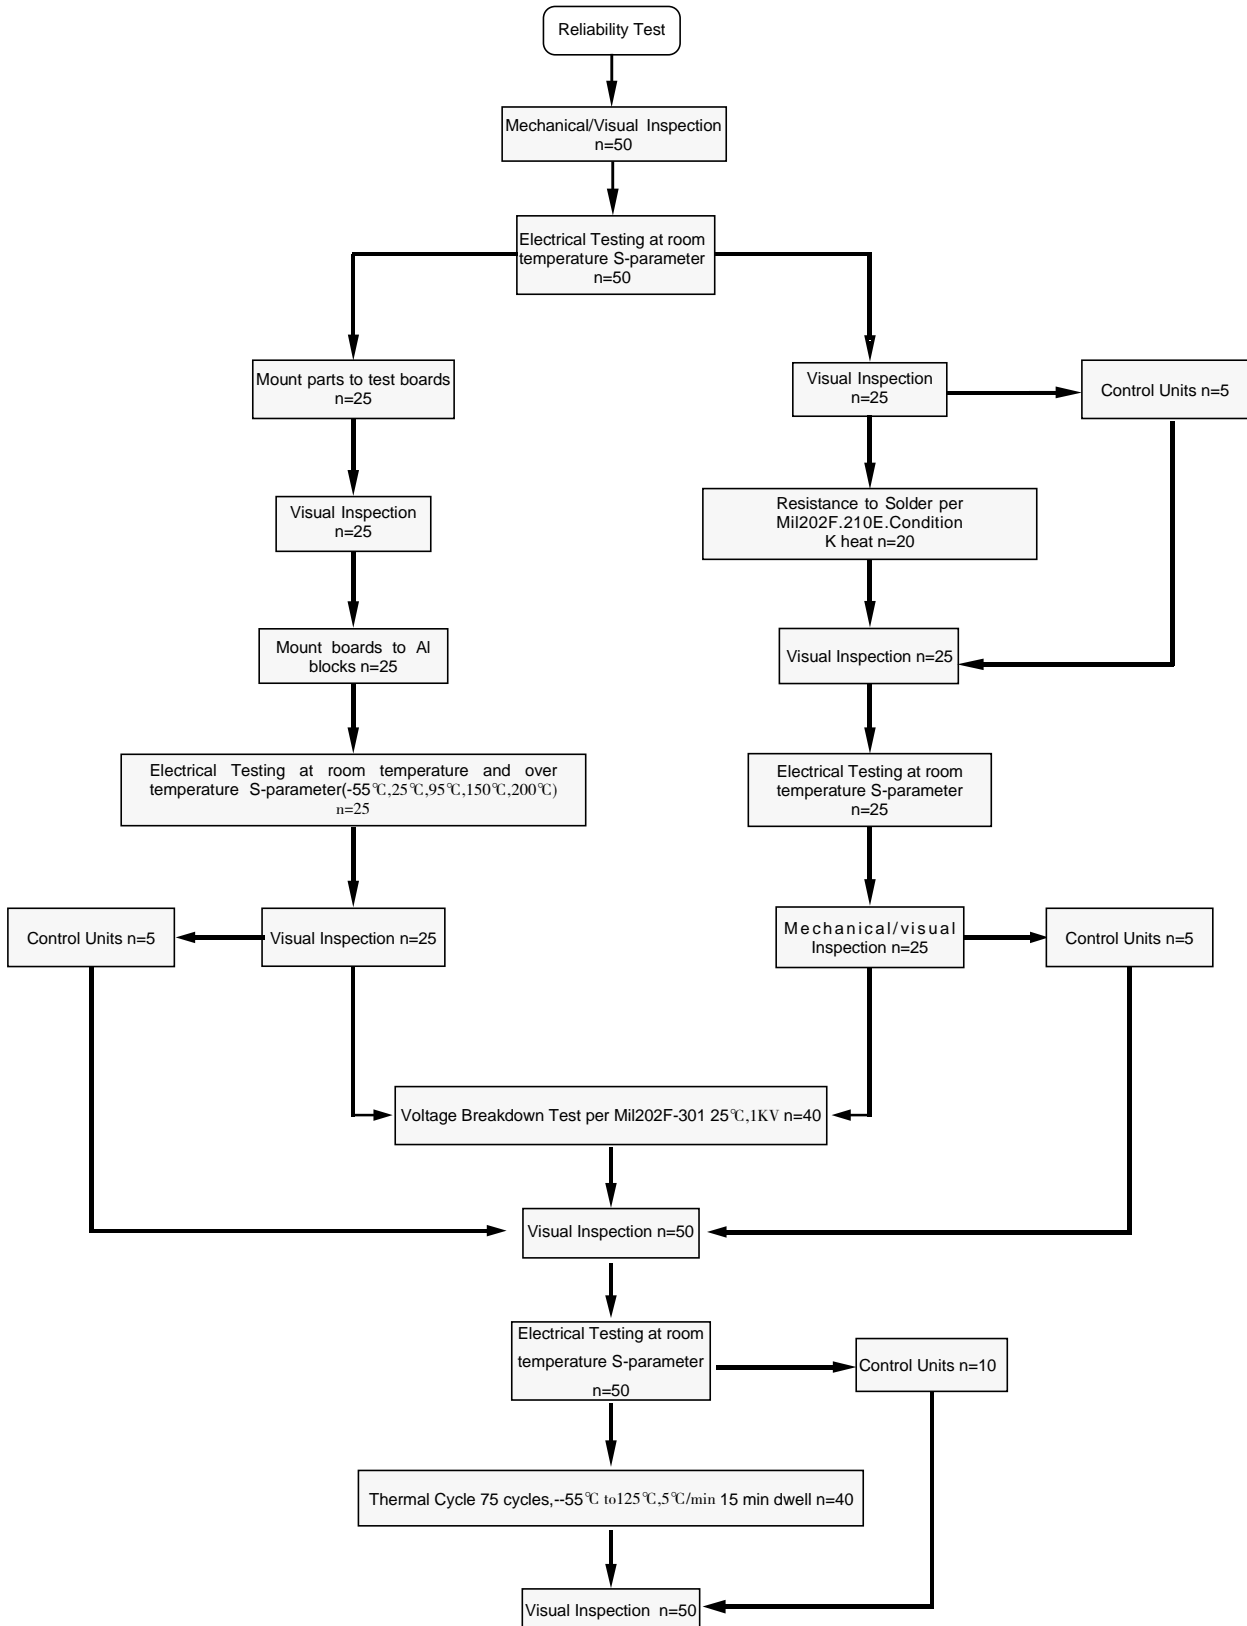 Reliability Test
Mechanical/Visual Inspection
n=50
Electrical Testing at room
temperature S-parameter
n=50
Mount parts to test boards
n=25
Visual Inspection
n=25
Control Units n=5
Visual Inspection
n=25
Resistance to Solder per
Mil202F.210E.Condition
K heat n=20
Mount boards to Al
blocks n=25
Visual Inspection n=25
Electrical Testing at room temperature and over
temperature S-parameter(-55℃,25℃,95℃,150℃,200℃)
n=25
Electrical Testing at room
temperature S-parameter
n=25
Control Units n=5
Visual Inspection n=25
Mechanical/visual
Inspection n=25
Control Units n=5
Voltage Breakdown Test per Mil202F-301 25℃,1KV n=40
Visual Inspection n=50
Electrical Testing at room
temperature S-parameter
n=50
Control Units n=10
Thermal Cycle 75 cycles,--55℃ to125℃,5℃/min 15 min dwell n=40
Visual Inspection n=50